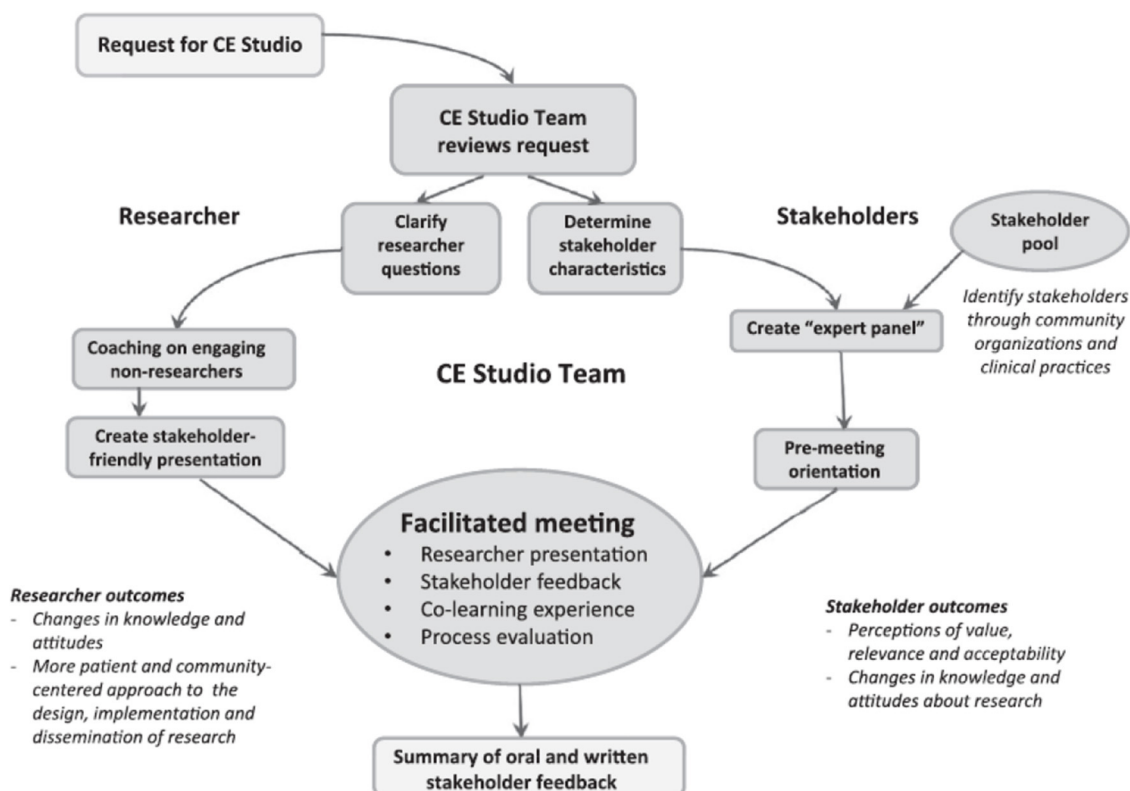 Request for CE Studio
CE Studio Team
reviews request
Researcher
Clarify
researcher
questions
Determine
stakeholder
characteristics
Stakeholders
Stakeholder
pool
Identify stakeholders
through community
organizations and
clinical practices
Create “expert panel”
Coaching on engaging
non-researchers
CE Studio Team
Create stakeholder-
friendly presentation
Pre-meeting
orientation
Facilitated meeting
• Researcher presentation
• Stakeholder feedback
• Co-learning experience
• Process evaluation
Researcher outcomes
- Changes in knowledge and
attitudes
- More patient and community-
centered approach to the
design, implementation and
dissemination of research
Stakeholder outcomes
- Perceptions of value,
relevance and acceptability
- Changes in knowledge and
attitudes about research
Summary of oral and written
stakeholder feedback